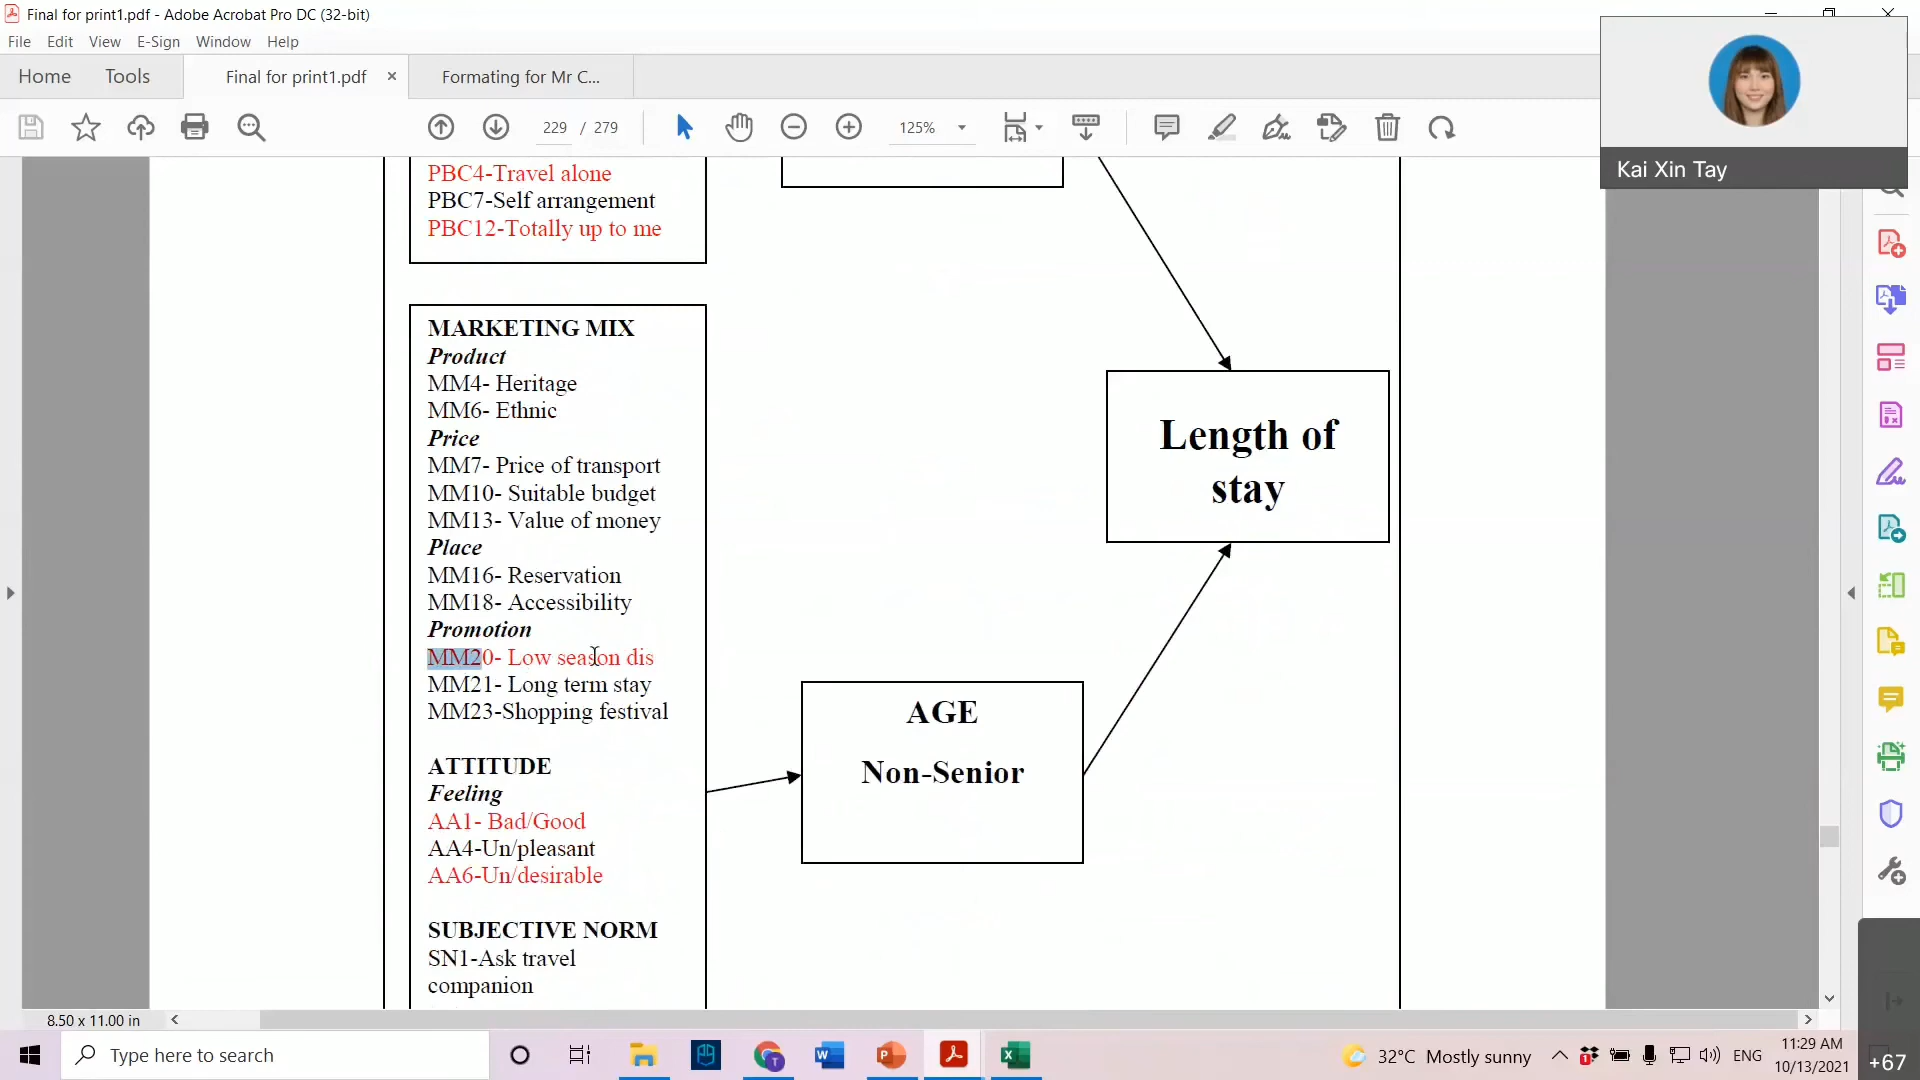 Final for print1.pdf - Adobe Acrobat Pro DC (32-bit)
File Edit View E-Sign Window Help
Home Tools Final for print1.pdf × Formating for Mr C...
229 / 279 125%
Kai Xin Tay
PBC4-Travel alone
PBC7-Self arrangement
PBC12-Totally up to me
MARKETING MIX
Product
MM4- Heritage
MM6- Ethnic
Price
MM7- Price of transport
MM10- Suitable budget
MM13- Value of money
Place
MM16- Reservation
MM18- Accessibility
Promotion
MM20- Low season dis
MM21- Long term stay
MM23-Shopping festival
ATTITUDE
Feeling
AA1- Bad/Good
AA4-Un/pleasant
AA6-Un/desirable
SUBJECTIVE NORM
SN1-Ask travel
companion
Length of
stay
AGE
Non-Senior
8.50 x 11.00 in
Type here to search
32°C Mostly sunny
ENG
11:29 AM
10/13/2021
+67